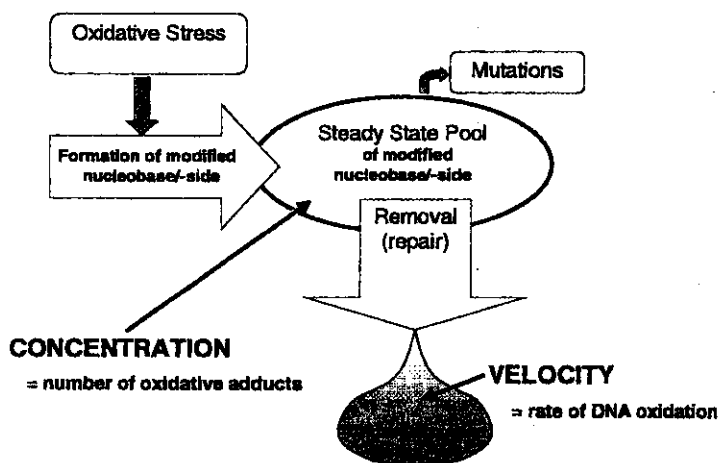 Oxidative Stress
Mutations
Steady State Pool
of modified
nucleobase/-side
Formation of modified
nucleobase/-side
Removal
(repair)
CONCENTRATION
= number of oxidative adducts
VELOCITY
= rate of DNA oxidation